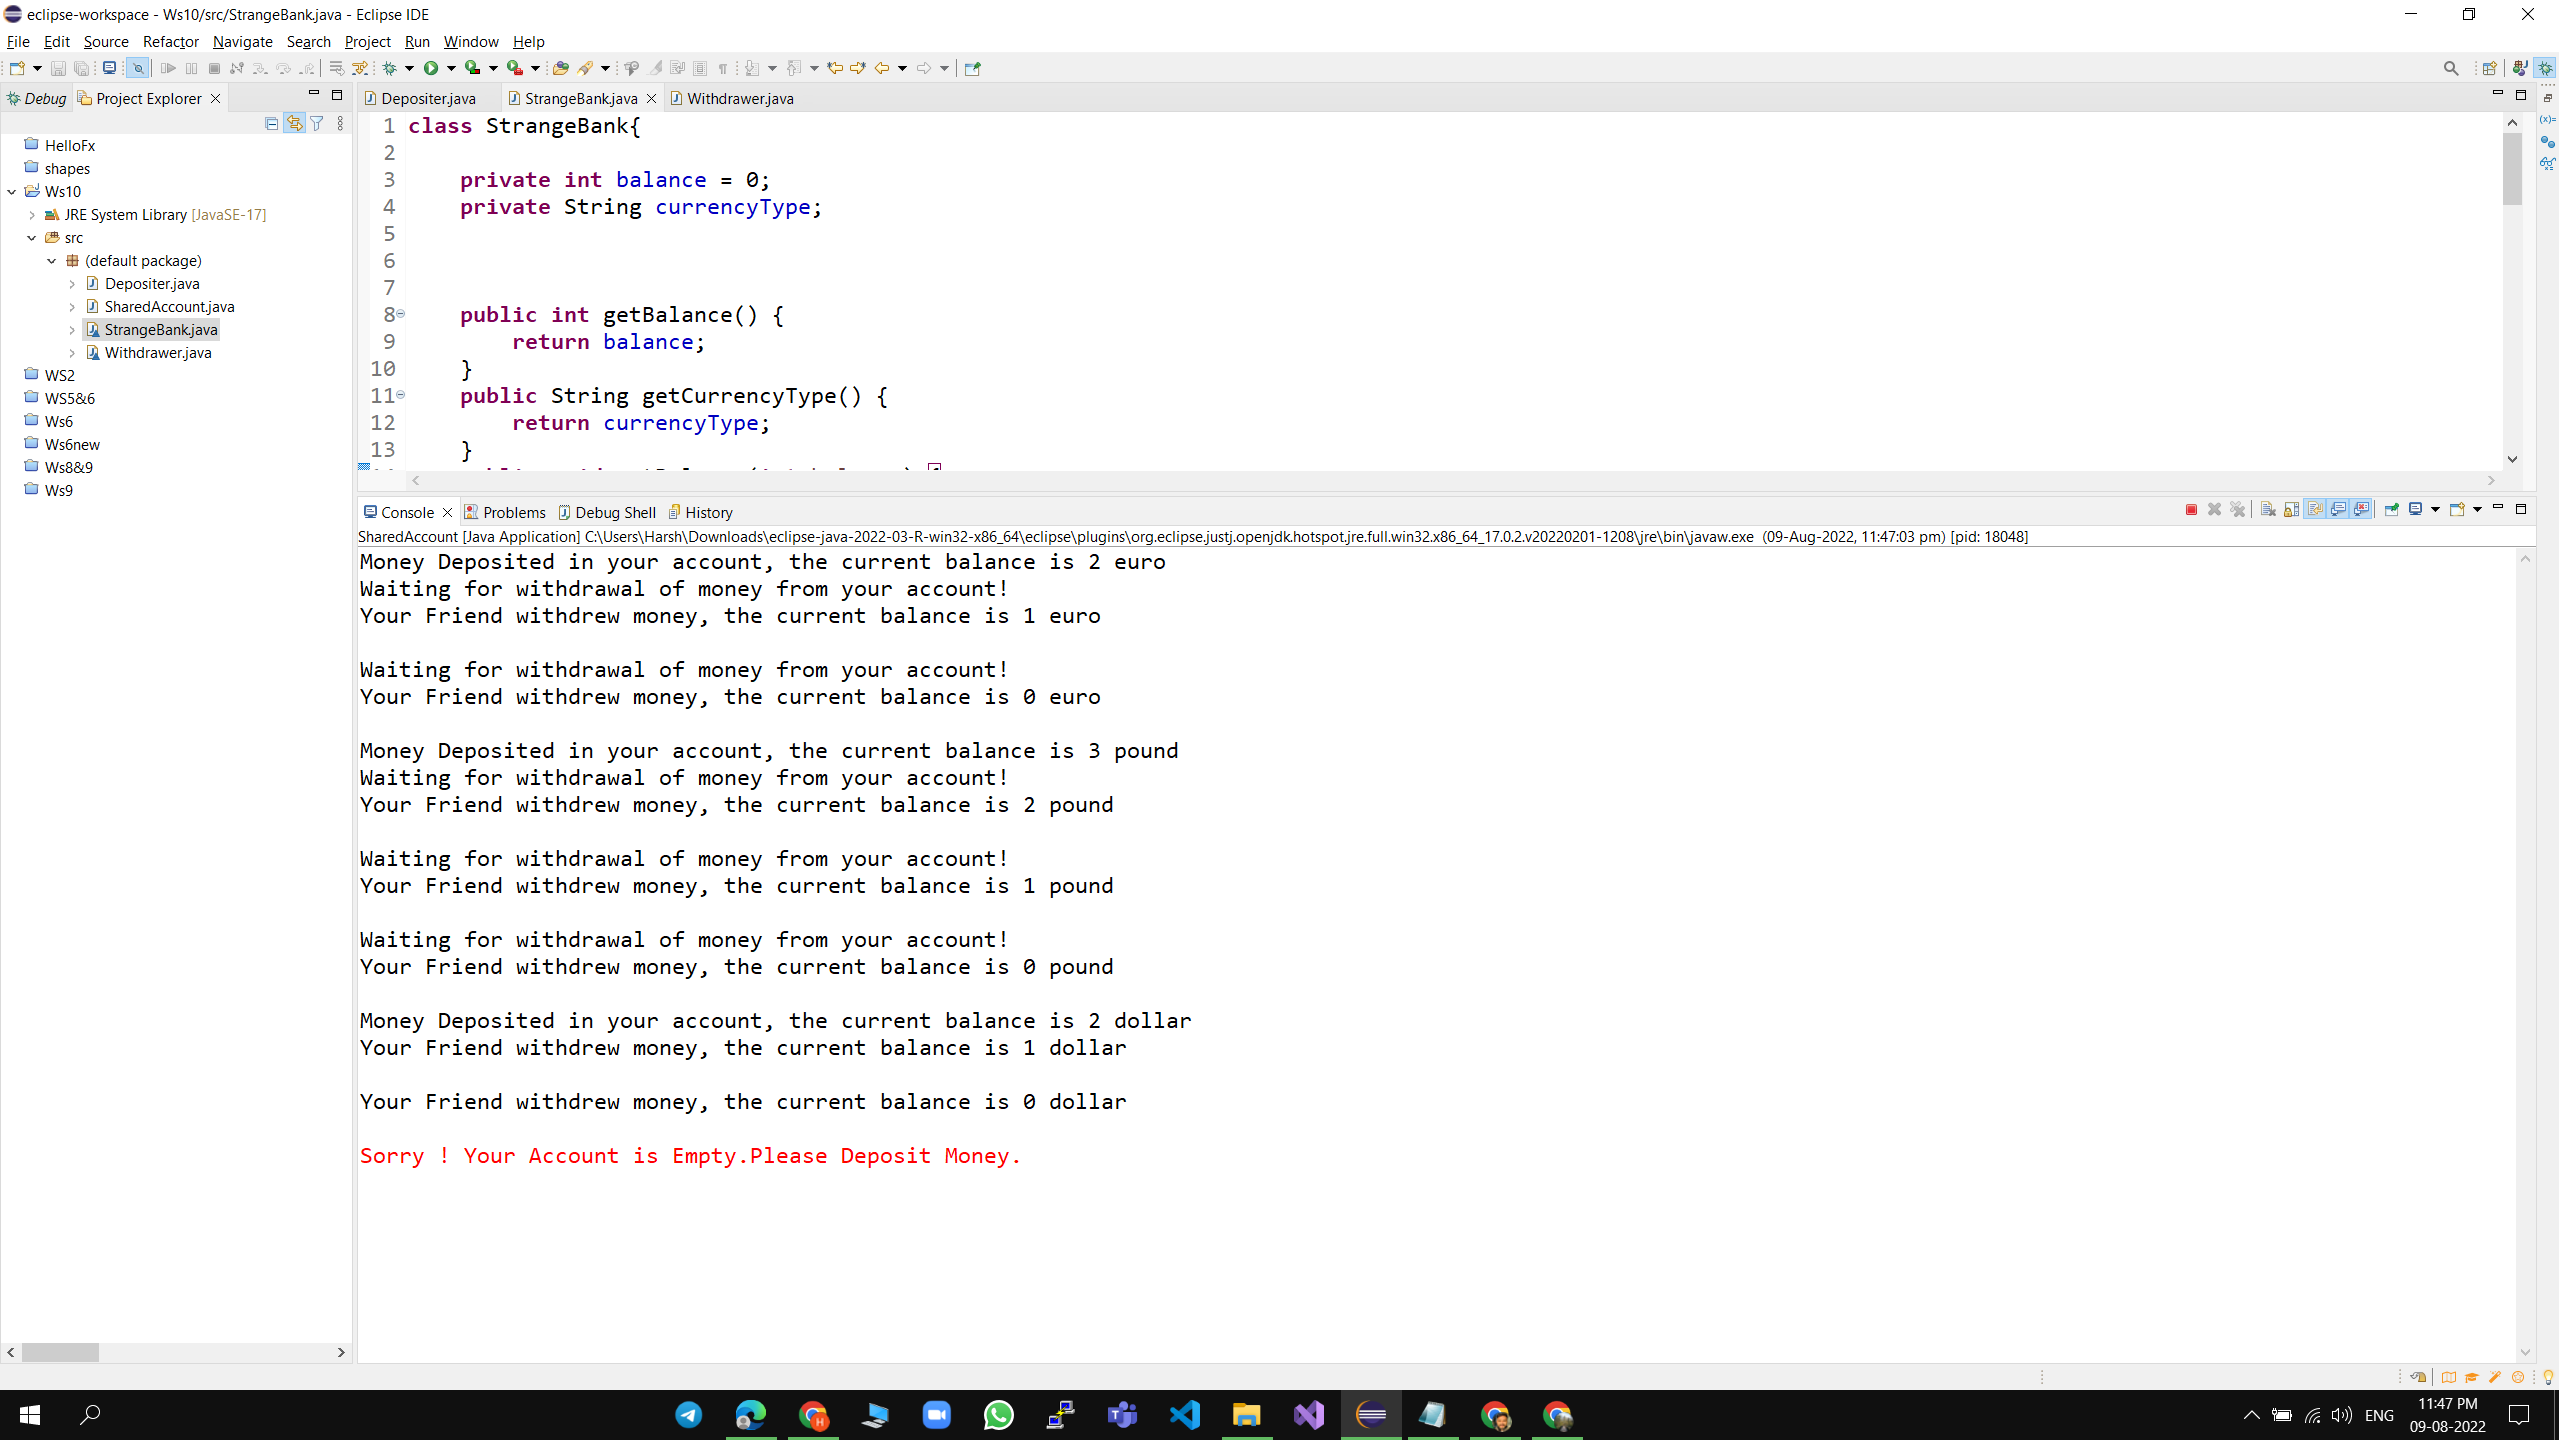 eclipse-workspace - Ws10/src/StrangeBank.java - Eclipse IDE
File Edit Source Refactor Navigate Search Project Run Window Help
Debug Project Explorer
HelloFx
shapes
Ws10
JRE System Library [JavaSE-17]
src
(default package)
Depositer.java
SharedAccount.java
StrangeBank.java
Withdrawer.java
WS2
WS5&6
Ws6
Ws6new
Ws8&9
Ws9
Depositer.java StrangeBank.java Withdrawer.java
1 class StrangeBank{
2
3 private int balance = 0;
4 private String currencyType;
5
6
7
8 public int getBalance() {
9 return balance;
10 }
11 public String getCurrencyType() {
12 return currencyType;
13 }
Console Problems Debug Shell History
SharedAccount [Java Application] C:\Users\Harsh\Downloads\eclipse-java-2022-03-R-win32-x86_64\eclipse\plugins\org.eclipse.justj.openjdk.hotspot.jre.full.win32.x86_64_17.0.2.v20220201-1208\jre\bin\javaw.exe (09-Aug-2022, 11:47:03 pm) [pid: 18048]
Money Deposited in your account, the current balance is 2 euro
Waiting for withdrawal of money from your account!
Your Friend withdrew money, the current balance is 1 euro
Waiting for withdrawal of money from your account!
Your Friend withdrew money, the current balance is 0 euro
Money Deposited in your account, the current balance is 3 pound
Waiting for withdrawal of money from your account!
Your Friend withdrew money, the current balance is 2 pound
Waiting for withdrawal of money from your account!
Your Friend withdrew money, the current balance is 1 pound
Waiting for withdrawal of money from your account!
Your Friend withdrew money, the current balance is 0 pound
Money Deposited in your account, the current balance is 2 dollar
Your Friend withdrew money, the current balance is 1 dollar
Your Friend withdrew money, the current balance is 0 dollar
Sorry ! Your Account is Empty.Please Deposit Money.
ENG
11:47 PM
09-08-2022